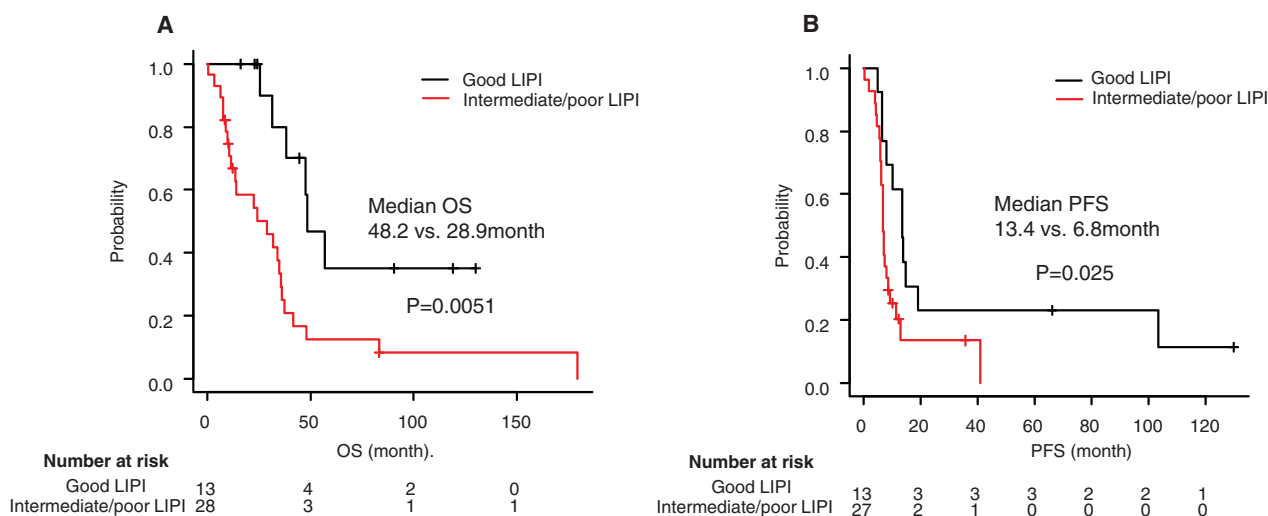 A
1.0
0.8
0.6
0.4
0.2
0.0
Probability
Good LIPI
Intermediate/poor LIPI
Median OS
48.2 vs. 28.9month
P=0.0051
0 50 100 150
OS (month).
Number at risk
Good LIPI 13 4 2 0
Intermediate/poor LIPI 28 3 1 1
B
1.0
0.8
0.6
0.4
0.2
0.0
Probability
Good LIPI
Intermediate/poor LIPI
Median PFS
13.4 vs. 6.8month
P=0.025
0 20 40 60 80 100 120
PFS (month)
Number at risk
Good LIPI 13 3 3 3 2 2 1
Intermediate/poor LIPI 27 2 1 0 0 0 0